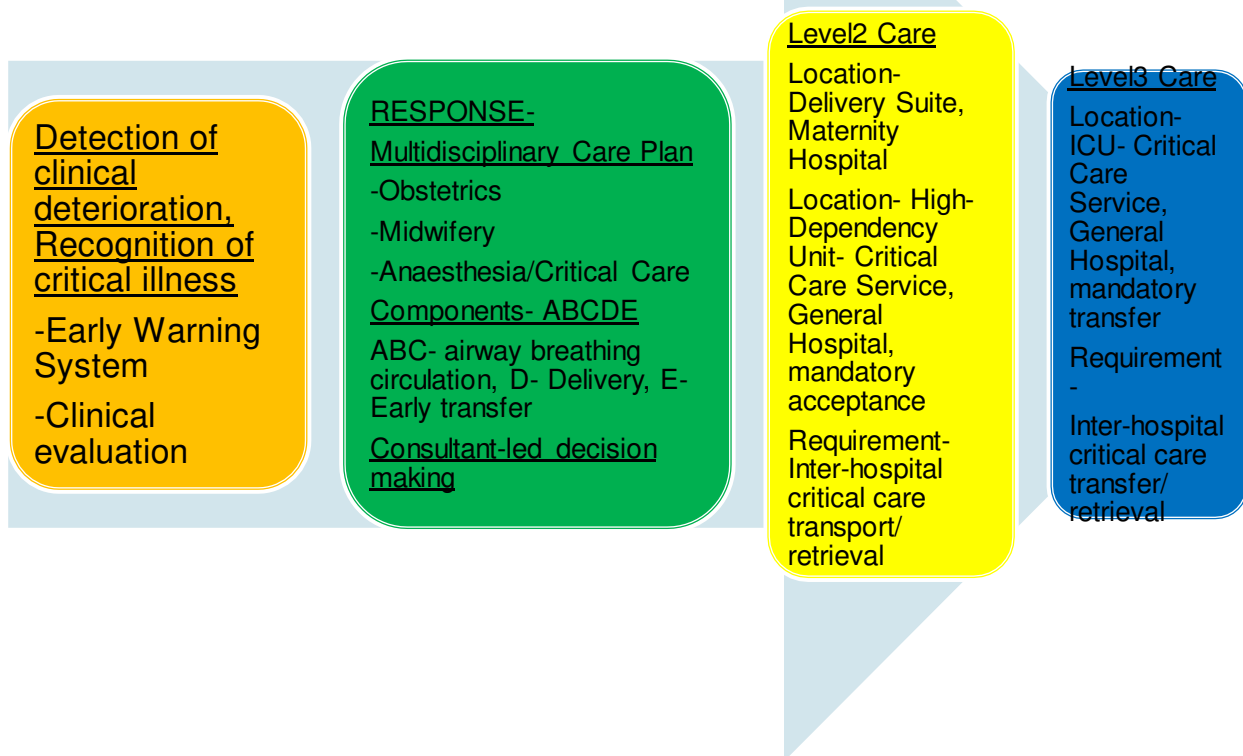 Detection of
clinical
deterioration,
Recognition of
critical illness
-Early Warning
System
-Clinical
evaluation
RESPONSE-
Multidisciplinary Care Plan
-Obstetrics
-Midwifery
-Anaesthesia/Critical Care
Components- ABCDE
ABC- airway breathing
circulation, D- Delivery, E-
Early transfer
Consultant-led decision
making
Level2 Care
Location-
Delivery Suite,
Maternity
Hospital
Location- High-
Dependency
Unit- Critical
Care Service,
General
Hospital,
mandatory
acceptance
Requirement-
Inter-hospital
critical care
transport/
retrieval
Level3 Care
Location-
ICU- Critical
Care
Service,
General
Hospital,
mandatory
transfer
Requirement
-
Inter-hospital
critical care
transfer/
retrieval